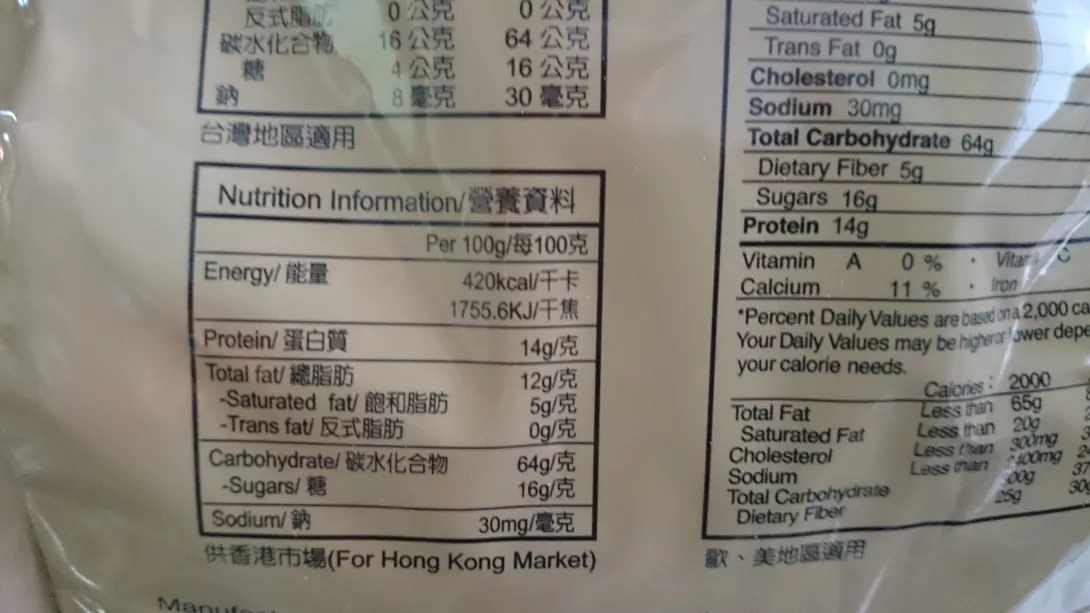 反式脂肪 0 公克 0 公克
碳水化合物 16 公克 64 公克
糖 4 公克 16 公克
鈉 8 毫克 30 毫克
台灣地區適用
Nutrition Information/營養資料
Per 100g/每100克
Energy/ 能量 420kcal/千卡
1755.6KJ/千焦
Protein/ 蛋白質 14g/克
Total fat/ 總脂肪 12g/克
-Saturated fat/ 飽和脂肪 5g/克
-Trans fat/ 反式脂肪 0g/克
Carbohydrate/ 碳水化合物 64g/克
-Sugars/ 糖 16g/克
Sodium/ 鈉 30mg/毫克
供香港市場(For Hong Kong Market)
Saturated Fat 5g
Trans Fat 0g
Cholesterol 0mg
Sodium 30mg
Total Carbohydrate 64g
Dietary Fiber 5g
Sugars 16g
Protein 14g
Vitamin A 0 % · C
Calcium 11 % · Iron
*Percent Daily Values are based on a 2,000 ca
Your Daily Values may be higher or lower depe
your calorie needs.
Calories: 2000
Total Fat Less than 65g
Saturated Fat Less than 20g
Cholesterol Less than 300mg
Sodium Less than 2400mg
Total Carbohydrate 300g
Dietary Fiber 25g
歐、美地區適用